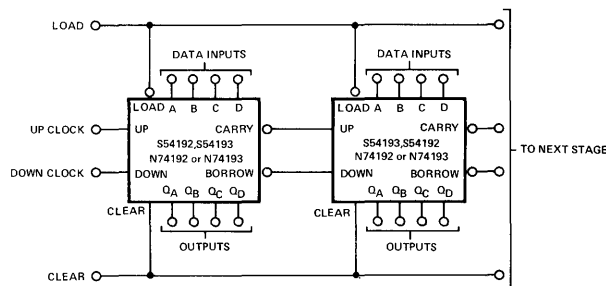 LOAD
DATA INPUTS
DATA INPUTS
LOAD A B C D
LOAD A B C D
UP CLOCK
UP
CARRY
UP
CARRY
S54192,S54193
N74192 or N74193
S54193,S54192
N74192 or N74193
TO NEXT STAGE
DOWN CLOCK
DOWN
BORROW
DOWN
BORROW
QA QB QC QD
QA QB QC QD
CLEAR
CLEAR
OUTPUTS
OUTPUTS
CLEAR